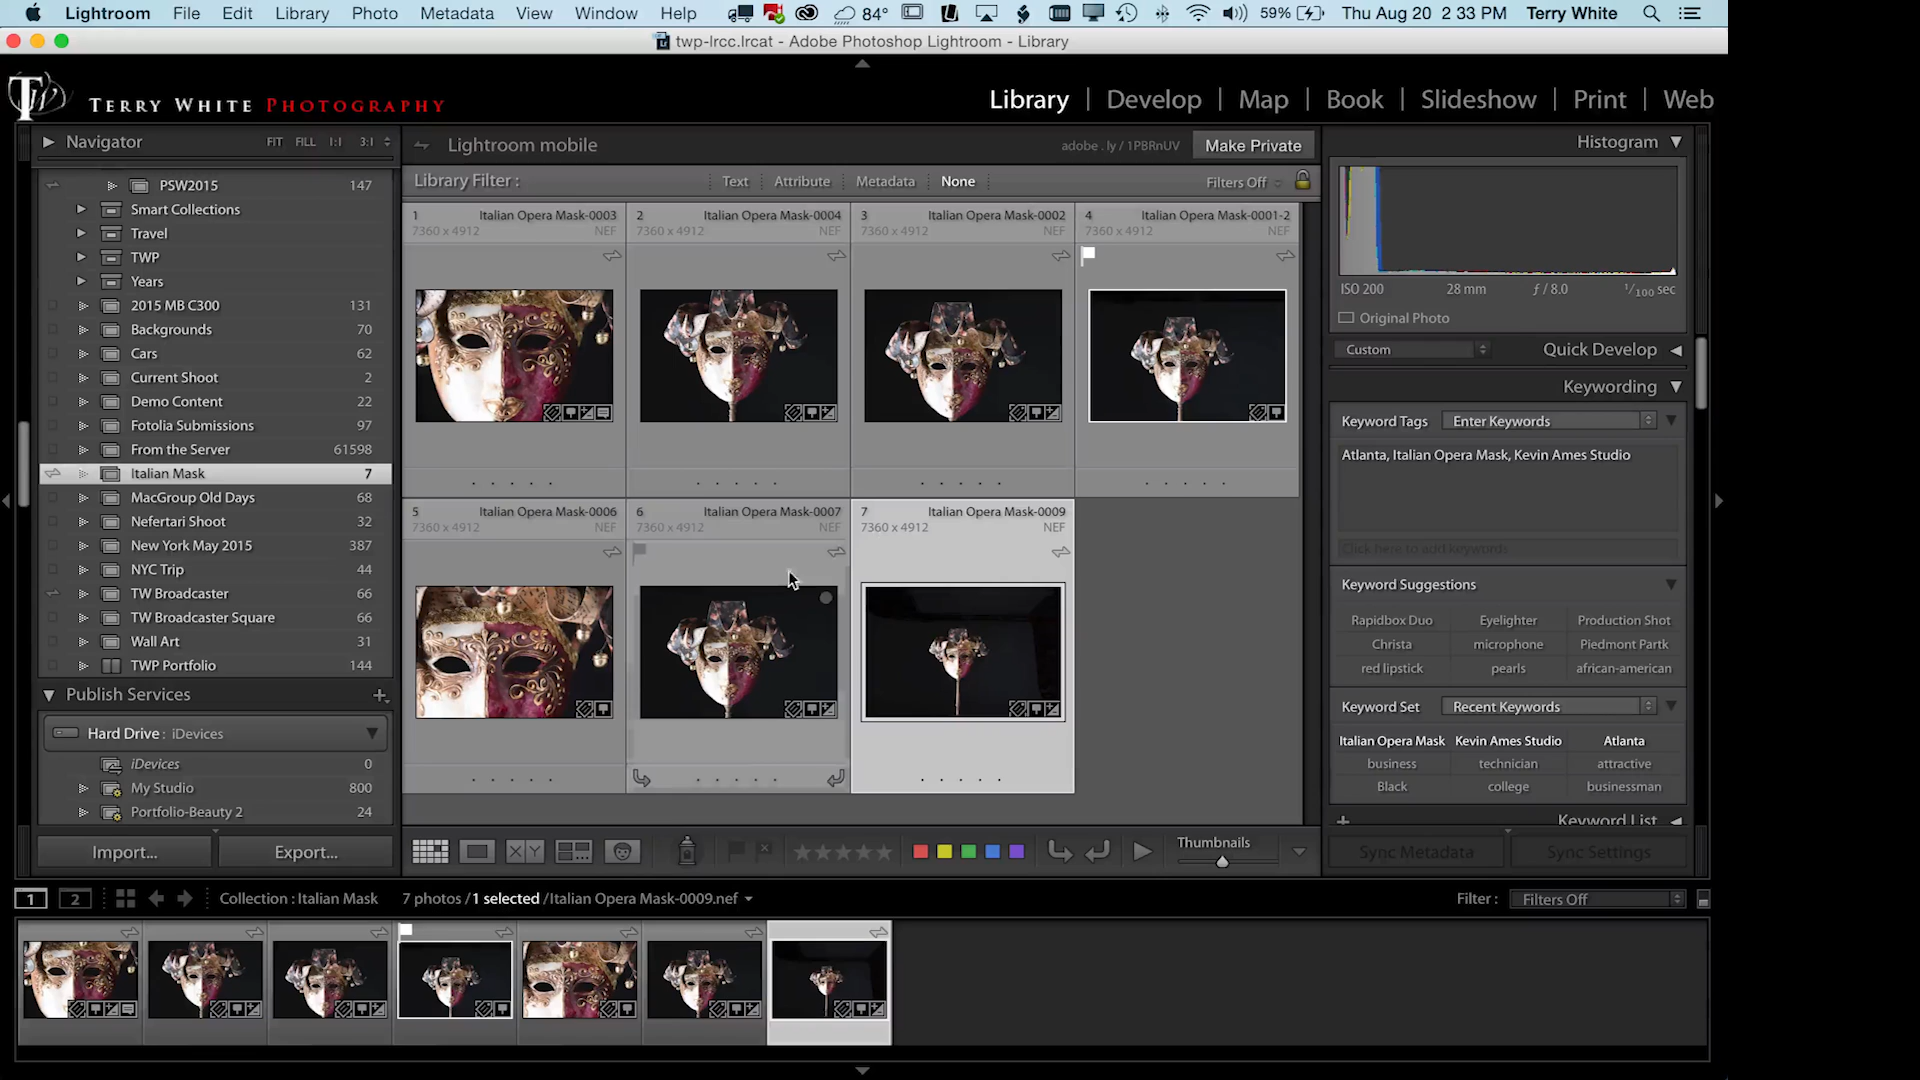 Lightroom File Edit Library Photo Metadata View Window Help 84° 59% Thu Aug 20 2:33 PM Terry White
twp-lrcc.lrcat - Adobe Photoshop Lightroom - Library
TW TERRY WHITE PHOTOGRAPHY
Library | Develop | Map | Book | Slideshow | Print | Web
Navigator FIT FILL 1:1 3:1
PSW2015 147
Smart Collections
Travel
TWP
Years
2015 MB C300 131
Backgrounds 70
Cars 62
Current Shoot 2
Demo Content 22
Fotolia Submissions 97
From the Server 61598
Italian Mask 7
MacGroup Old Days 68
Nefertari Shoot 32
New York May 2015 387
NYC Trip 44
TW Broadcaster 66
TW Broadcaster Square 66
Wall Art 31
TWP Portfolio 144
Publish Services
Hard Drive : iDevices
iDevices 0
My Studio 800
Portfolio-Beauty 2 24
Import... Export...
Lightroom mobile adobe.ly/1PBRnUV Make Private
Library Filter : Text Attribute Metadata None Filters Off
1 Italian Opera Mask-0003
7360 x 4912 NEF
2 Italian Opera Mask-0004
7360 x 4912 NEF
3 Italian Opera Mask-0002
7360 x 4912 NEF
4 Italian Opera Mask-0001-2
7360 x 4912 NEF
5 Italian Opera Mask-0006
7360 x 4912 NEF
6 Italian Opera Mask-0007
7360 x 4912 NEF
7 Italian Opera Mask-0009
7360 x 4912 NEF
X Y Thumbnails
Histogram
ISO 200 28 mm ƒ / 8.0 1/100 sec
Original Photo
Custom Quick Develop
Keywording
Keyword Tags Enter Keywords
Atlanta, Italian Opera Mask, Kevin Ames Studio
Click here to add keywords
Keyword Suggestions
Rapidbox Duo Eyelighter Production Shot
Christa microphone Piedmont Partk
red lipstick pearls african-american
Keyword Set Recent Keywords
Italian Opera Mask Kevin Ames Studio Atlanta
business technician attractive
Black college businessman
Keyword List
Sync Metadata Sync Settings
1 2 Collection : Italian Mask 7 photos / 1 selected / Italian Opera Mask-0009.nef Filter : Filters Off